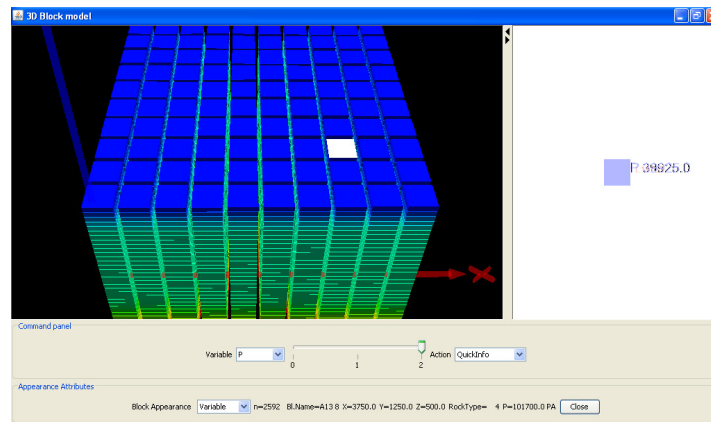 3D Block model
P 39925.0
X
Command panel
Variable P 0 1 2 Action QuickInfo
Appearance Attributes
Block Appearance Variable n=2592 Bl.Name=A13 8 X=3750.0 Y=1250.0 Z=500.0 RockType= 4 P=101700.0 PA Close